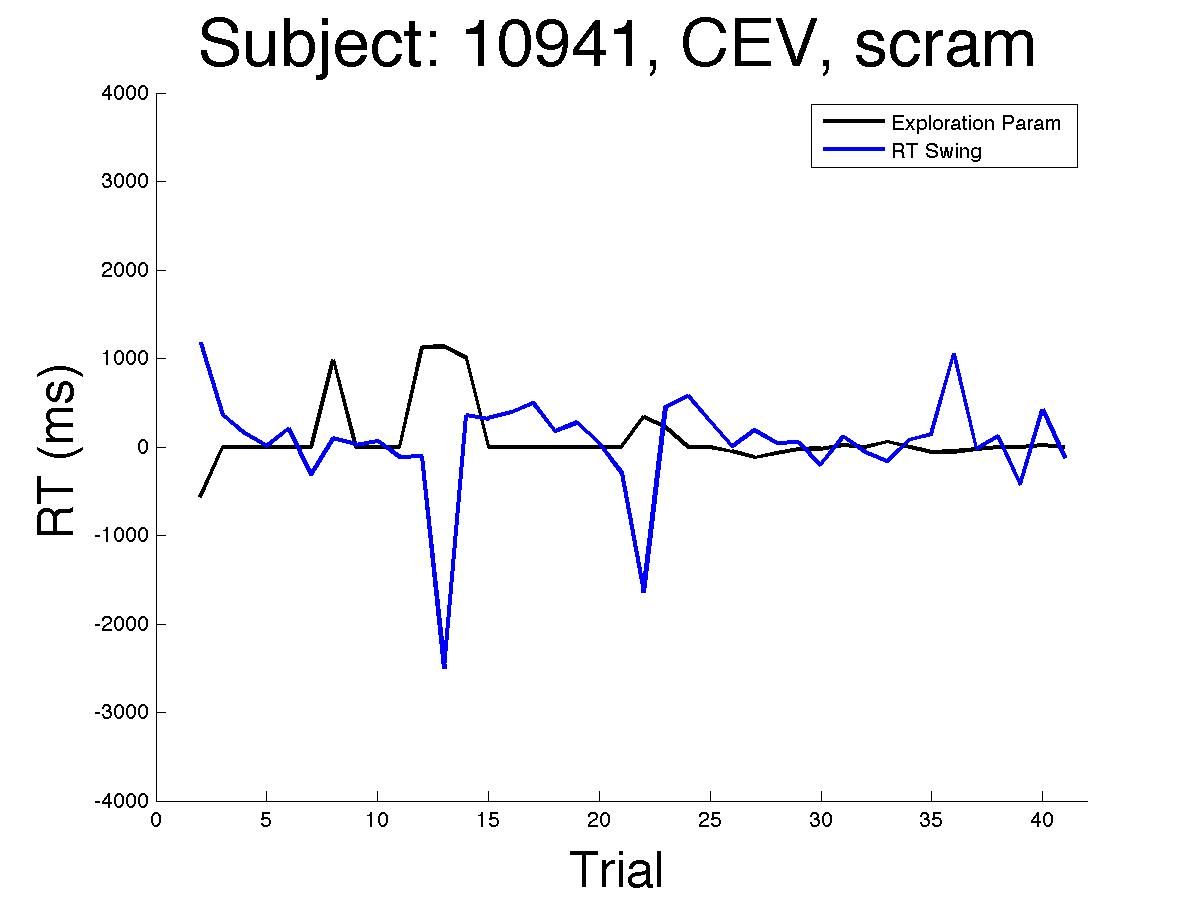 Subject: 10941, CEV, scram
Exploration Param
RT Swing
4000
3000
2000
1000
0
-1000
-2000
-3000
-4000
RT (ms)
0 5 10 15 20 25 30 35 40
Trial